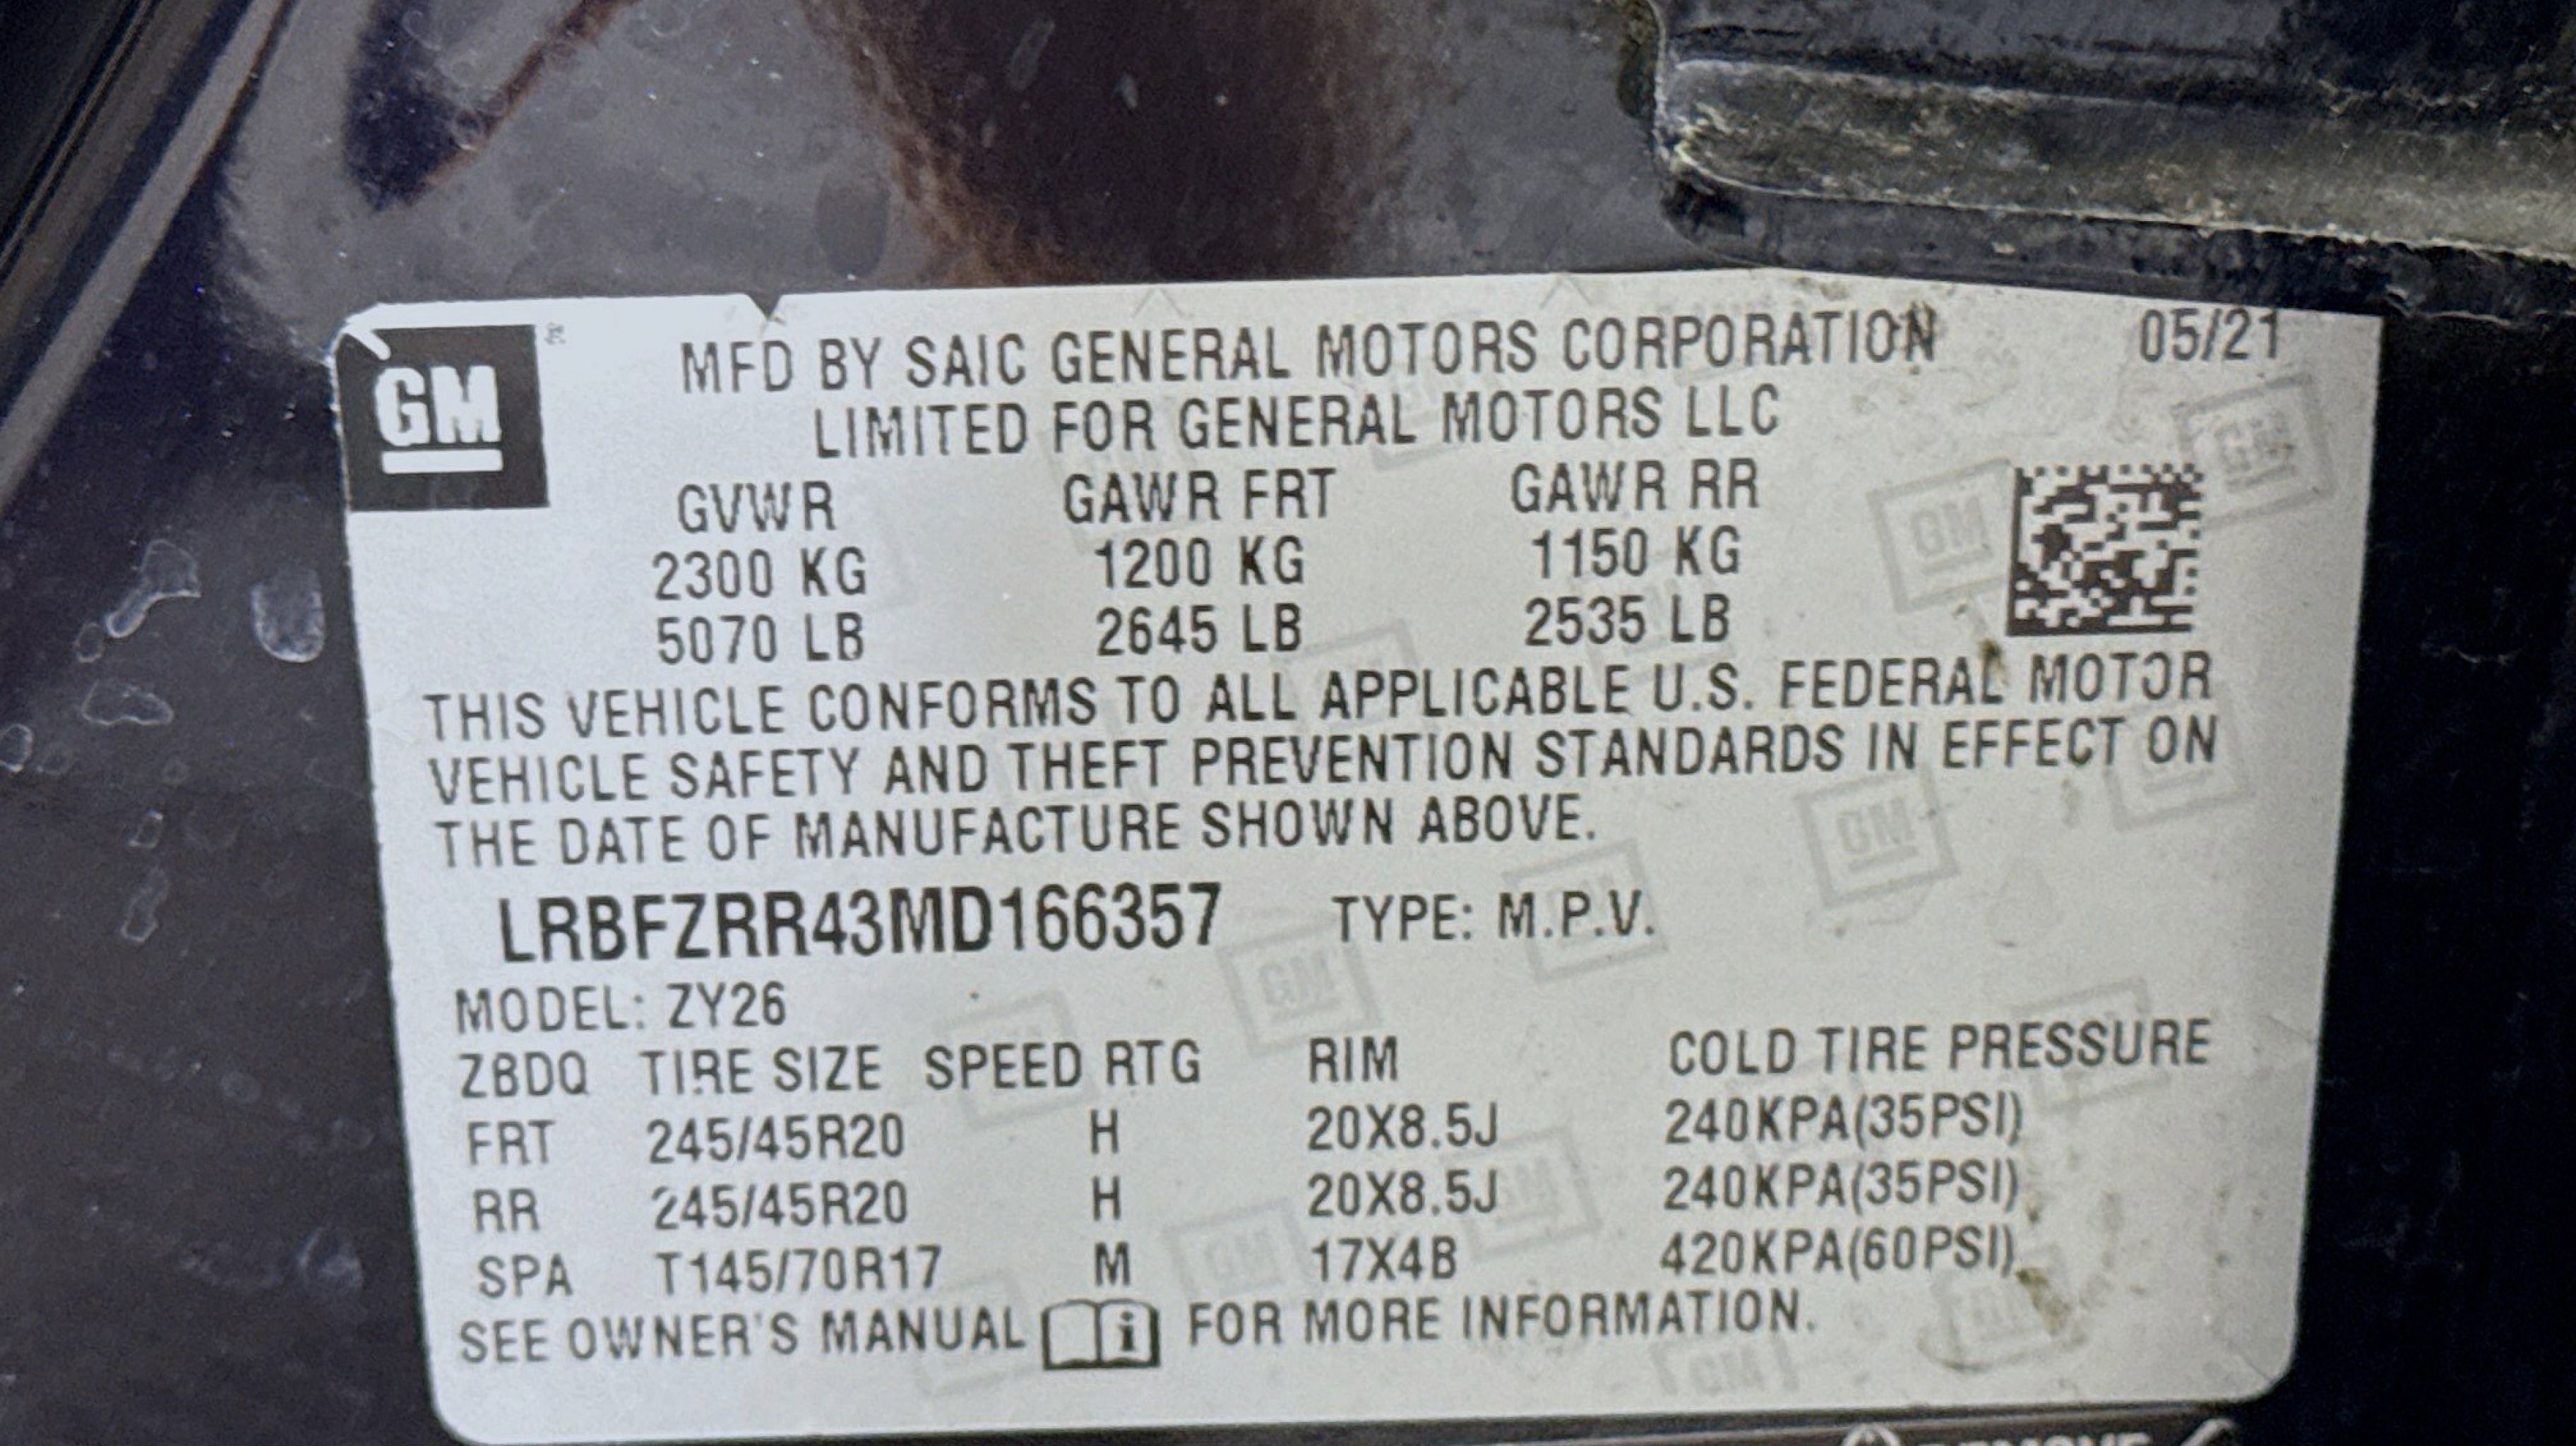 GM
MFD BY SAIC GENERAL MOTORS CORPORATION 05/21
LIMITED FOR GENERAL MOTORS LLC
GVWR GAWR FRT GAWR RR
2300 KG 1200 KG 1150 KG
5070 LB 2645 LB 2535 LB
THIS VEHICLE CONFORMS TO ALL APPLICABLE U.S. FEDERAL MOTOR
VEHICLE SAFETY AND THEFT PREVENTION STANDARDS IN EFFECT ON
THE DATE OF MANUFACTURE SHOWN ABOVE.
LRBFZRR43MD166357 TYPE: M.P.V.
MODEL: ZY26
ZBDQ TIRE SIZE SPEED RTG RIM COLD TIRE PRESSURE
FRT 245/45R20 H 20X8.5J 240KPA(35PSI)
RR 245/45R20 H 20X8.5J 240KPA(35PSI)
SPA T145/70R17 M 17X4B 420KPA(60PSI)
SEE OWNER'S MANUAL i FOR MORE INFORMATION.